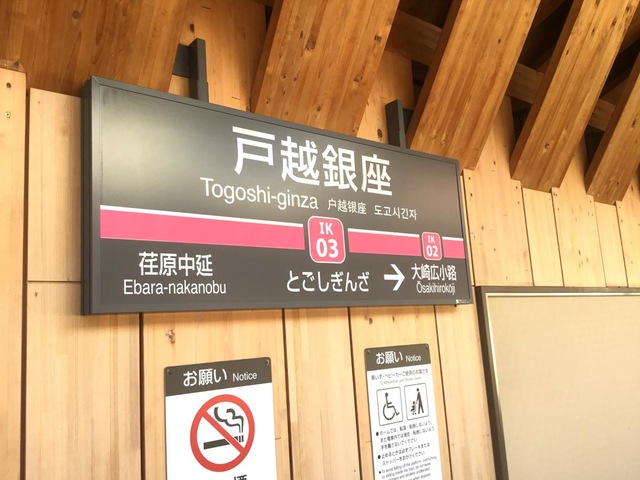 戸越銀座
Togoshi-ginza 户越银座 도고시긴자
IK
03
IK
02
荏原中延
Ebara-nakanobu
とごしぎんざ
大崎広小路
Ōsakihirokōji
お願い Notice
お願い Notice